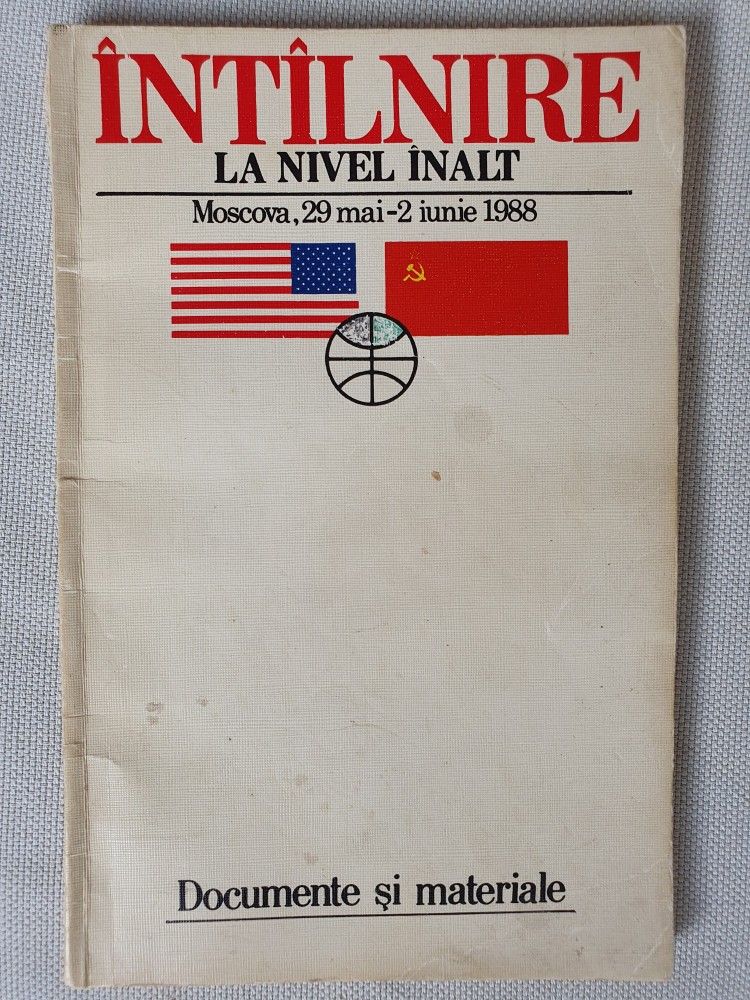 ÎNTÎLNIRE
LA NIVEL ÎNALT
Moscova, 29 mai-2 iunie 1988
Documente şi materiale